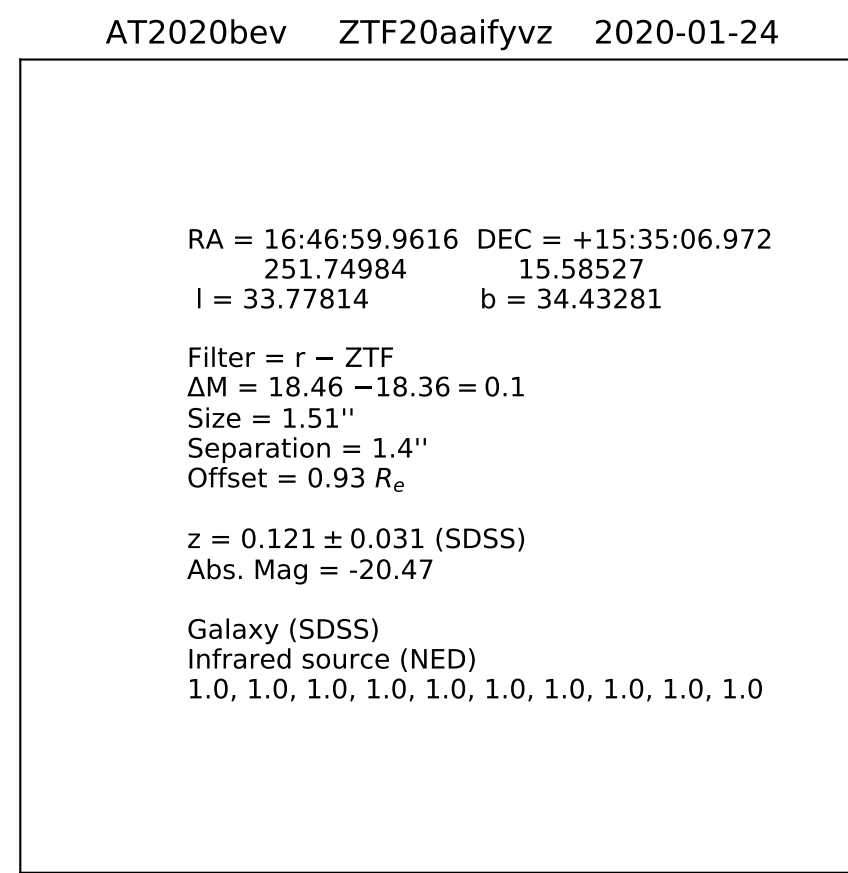 AT2020bev ZTF20aaifyvz 2020-01-24
RA = 16:46:59.9616 DEC = +15:35:06.972
251.74984 15.58527
l = 33.77814 b = 34.43281
Filter = r − ZTF
ΔM = 18.46 −18.36 = 0.1
Size = 1.51''
Separation = 1.4''
Offset = 0.93 Re
z = 0.121 ± 0.031 (SDSS)
Abs. Mag = -20.47
Galaxy (SDSS)
Infrared source (NED)
1.0, 1.0, 1.0, 1.0, 1.0, 1.0, 1.0, 1.0, 1.0, 1.0